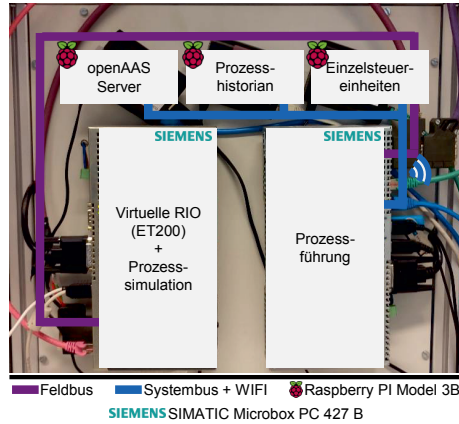 openAAS
Server
Prozess-
historian
Einzelsteuer-
einheiten
SIEMENS
SIEMENS
Virtuelle RIO
(ET200)
+
Prozess-
simulation
Prozess-
führung
Feldbus
Systembus + WIFI
Raspberry PI Model 3B
SIEMENS SIMATIC Microbox PC 427 B